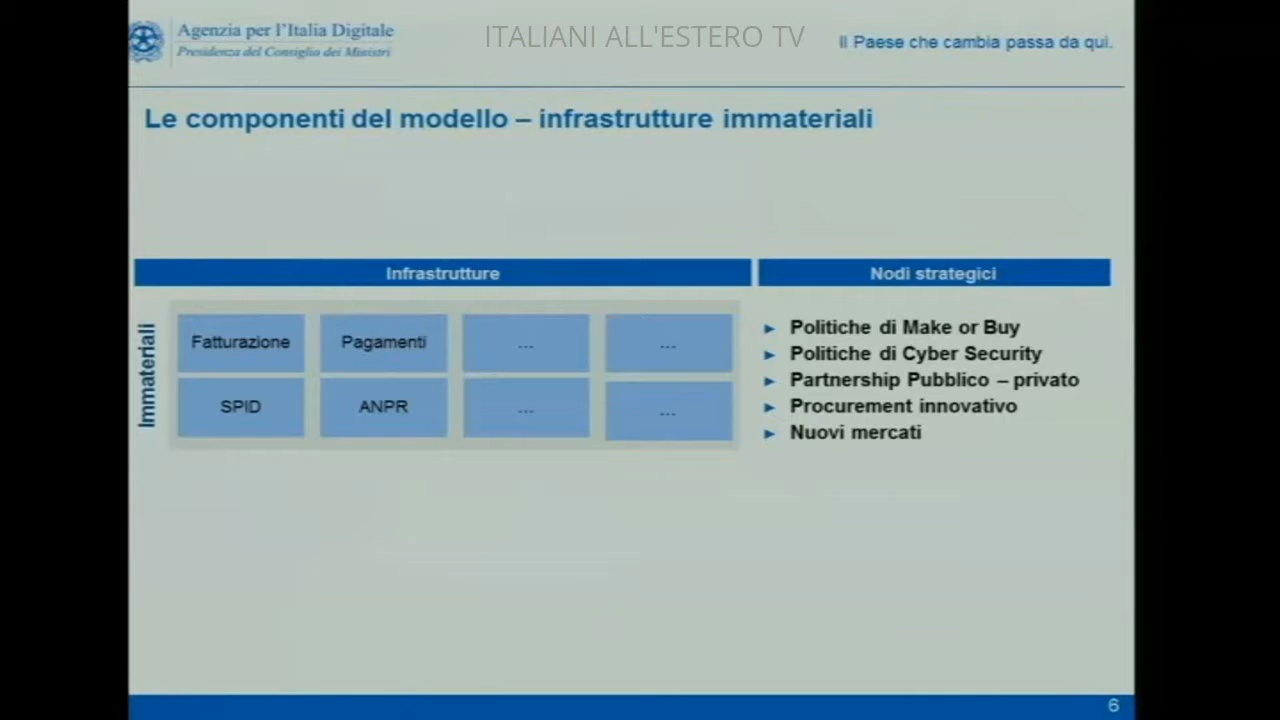 Agenzia per l'Italia Digitale
Presidenza del Consiglio dei Ministri
ITALIANI ALL'ESTERO TV
Il Paese che cambia passa da qui.
Le componenti del modello – infrastrutture immateriali
Infrastrutture
Nodi strategici
Immateriali
Fatturazione
Pagamenti
...
...
SPID
ANPR
...
...
► Politiche di Make or Buy
► Politiche di Cyber Security
► Partnership Pubblico – privato
► Procurement innovativo
► Nuovi mercati
6